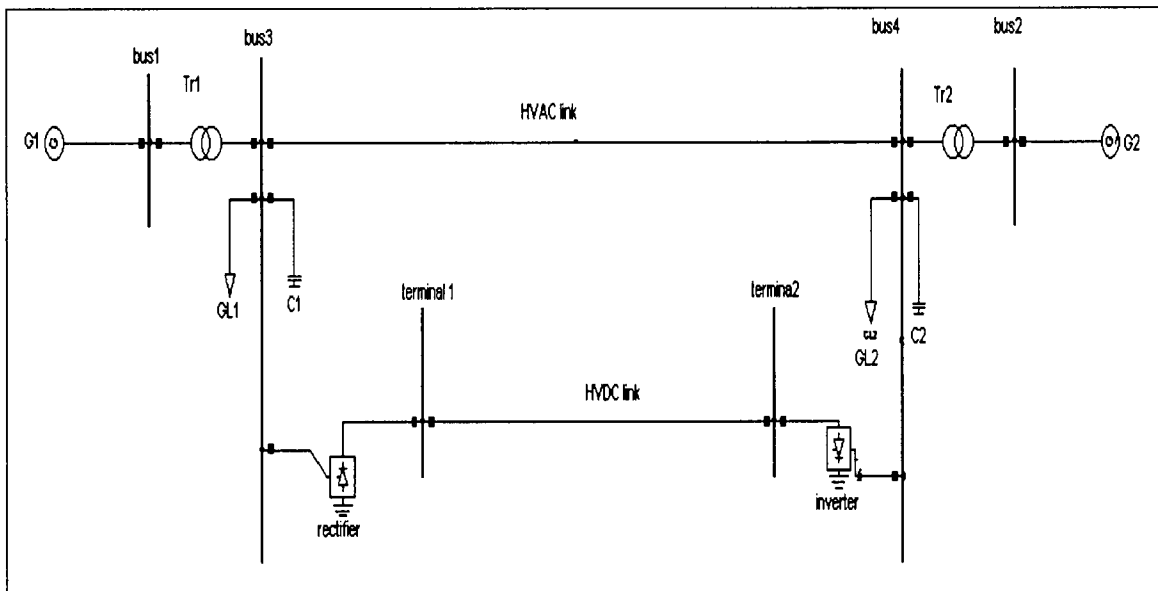 bus3
bus4
bus2
bus1
Tr1
Tr2
HVAC link
G1
G2
GL1
C1
GL2
GL2
C2
terminal 1
termina2
HVDC link
rectifier
inverter